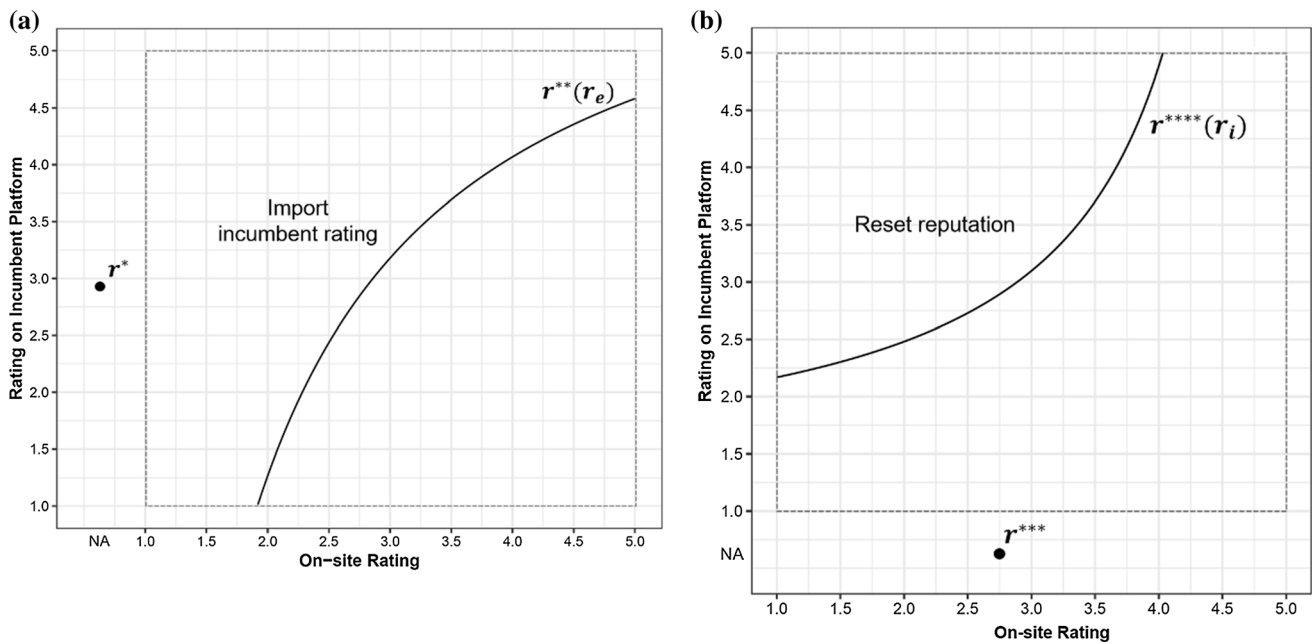 (a)
5.0
4.5
4.0
3.5
3.0
2.5
2.0
1.5
1.0
Rating on Incumbent Platform
r**(re)
Import
incumbent rating
r*
NA 1.0 1.5 2.0 2.5 3.0 3.5 4.0 4.5 5.0
On−site Rating
(b)
5.0
4.5
4.0
3.5
3.0
2.5
2.0
1.5
1.0
NA
Rating on Incumbent Platform
r****(ri)
Reset reputation
r***
1.0 1.5 2.0 2.5 3.0 3.5 4.0 4.5 5.0
On-site Rating